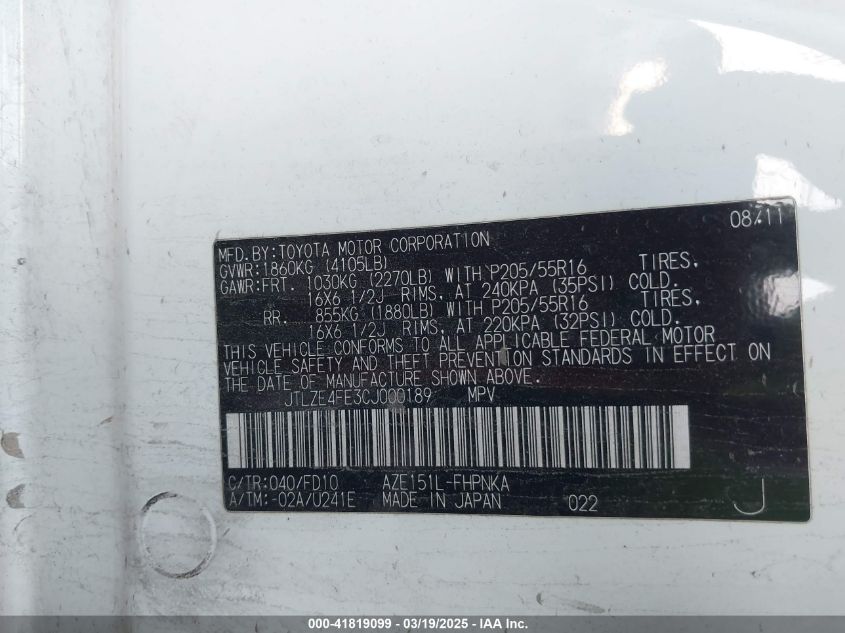 08/11
MFD.BY:TOYOTA MOTOR CORPORATION
GVWR:1860KG (4105LB)
GAWR:FRT. 1030KG (2270LB) WITH P205/55R16 TIRES,
16X6 1/2J RIMS, AT 240KPA (35PSI) COLD.
RR. 855KG (1880LB) WITH P205/55R16 TIRES,
16X6 1/2J RIMS, AT 220KPA (32PSI) COLD.
THIS VEHICLE CONFORMS TO ALL APPLICABLE FEDERAL MOTOR
VEHICLE SAFETY AND THEFT PREVENTION STANDARDS IN EFFECT ON
THE DATE OF MANUFACTURE SHOWN ABOVE.
JTLZE4FE3CJ000189 MPV
C/TR:040/FD10 AZE151L-FHPNKA
A/TM:-02A/U241E MADE IN JAPAN 022 J
000-41819099 — 03/19/2025 — IAA Inc.